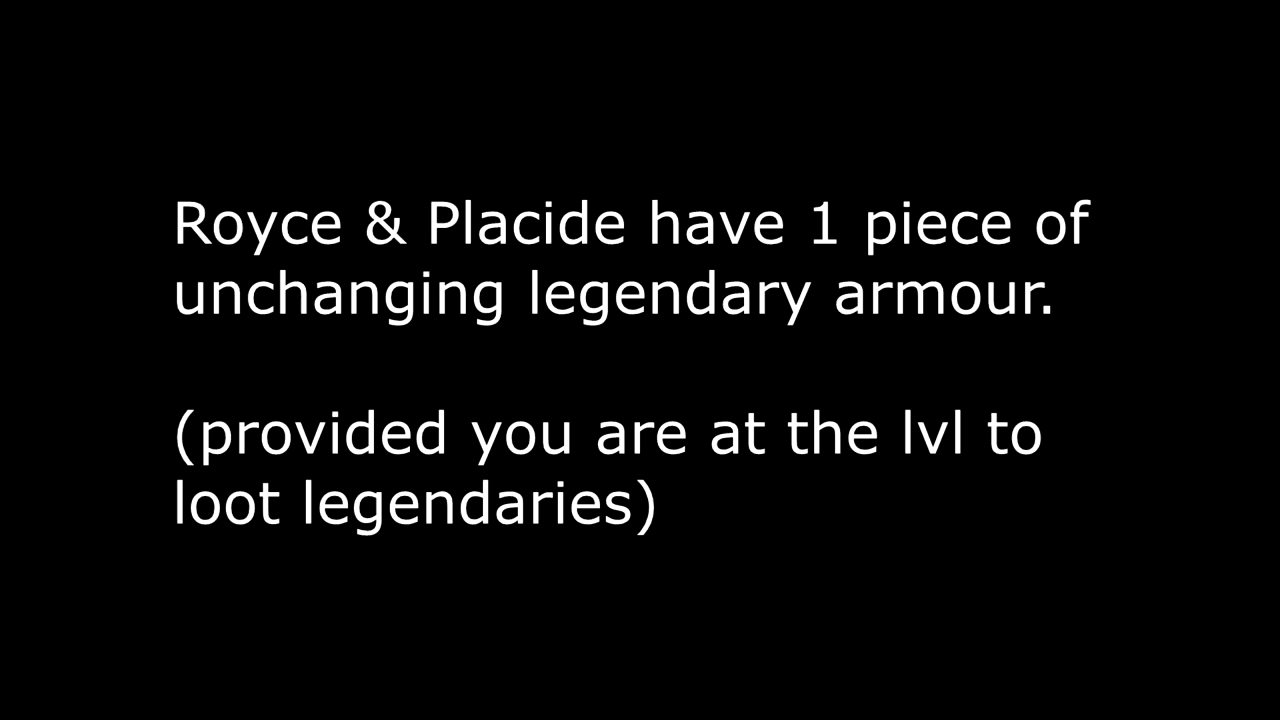 Royce & Placide have 1 piece of
unchanging legendary armour.
(provided you are at the lvl to
loot legendaries)